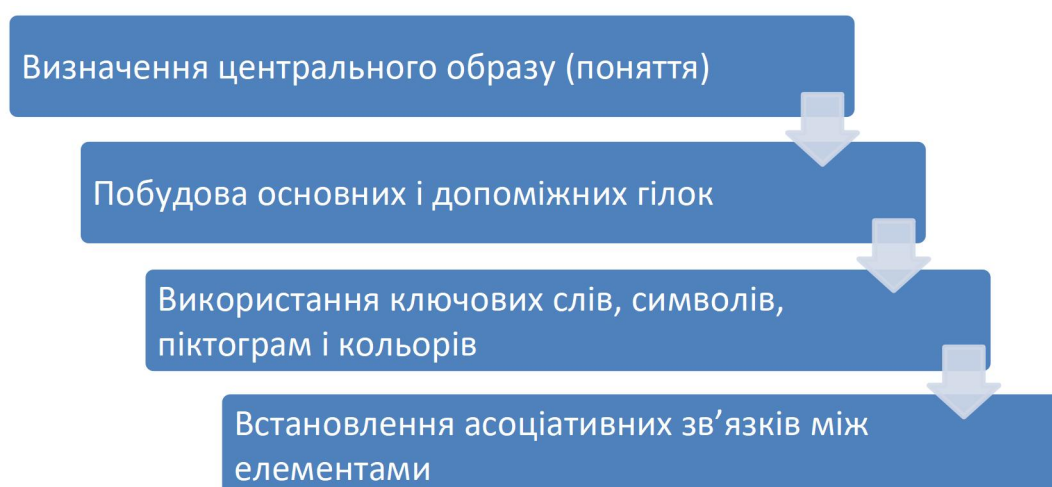 Визначення центрального образу (поняття)
Побудова основних і допоміжних гілок
Використання ключових слів, символів,
піктограм і кольорів
Встановлення асоціативних зв’язків між
елементами